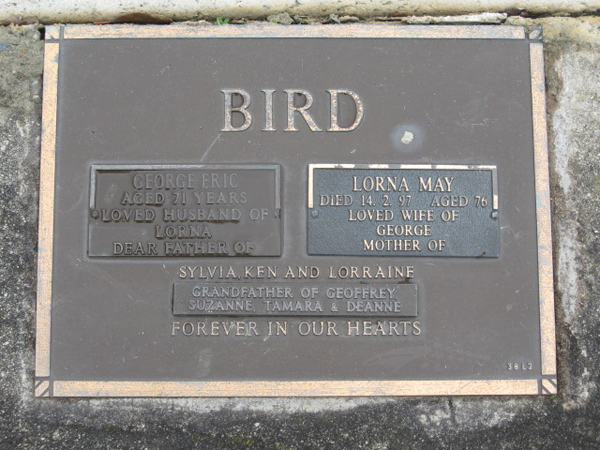 BIRD
GEORGE ERIC
AGED 71 YEARS
LOVED HUSBAND OF
LORNA
DEAR FATHER OF
LORNA MAY
DIED 14. 2. 97 AGED 76
LOVED WIFE OF
GEORGE
MOTHER OF
SYLVIA, KEN AND LORRAINE
GRANDFATHER OF GEOFFREY,
SUZANNE, TAMARA & DEANNE
FOREVER IN OUR HEARTS